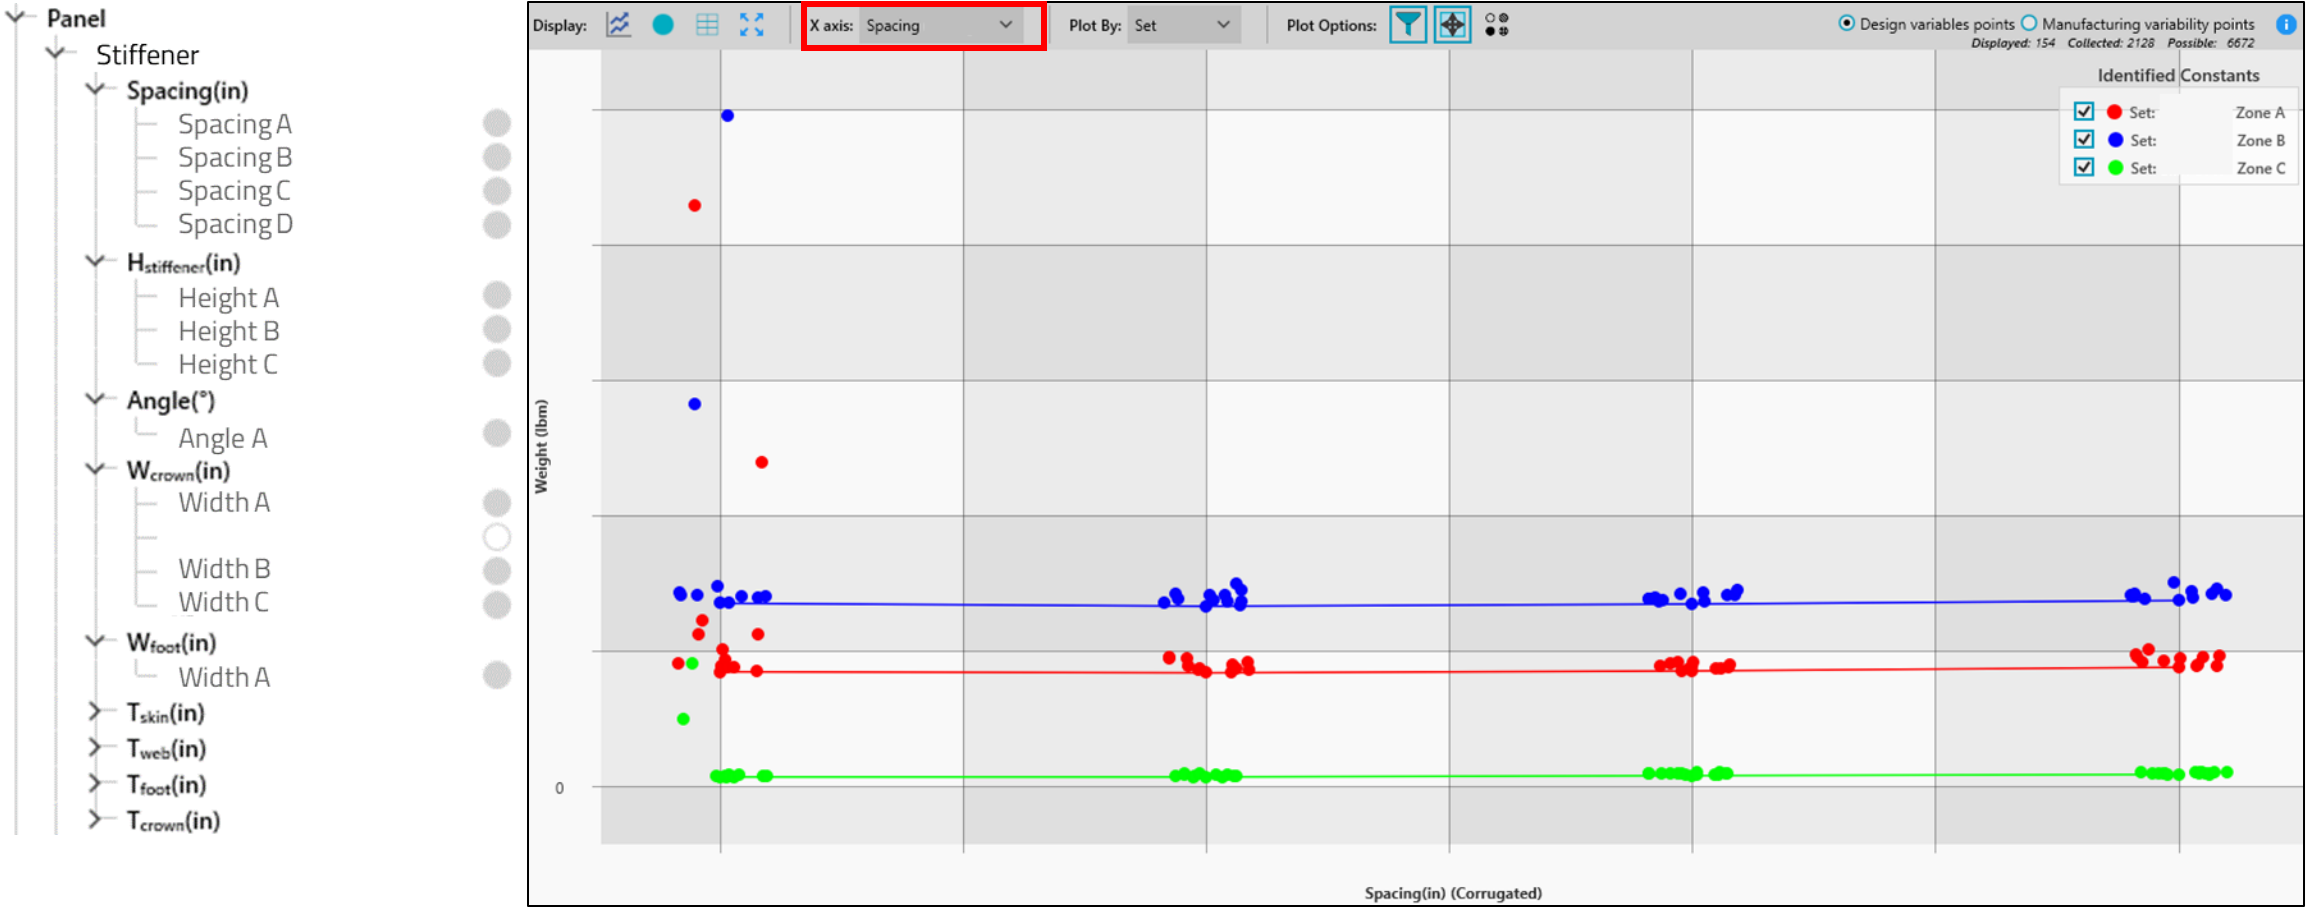 Panel
Stiffener
Spacing(in)
Spacing A
Spacing B
Spacing C
Spacing D
Hstiffener(in)
Height A
Height B
Height C
Angle(°)
Angle A
Wcrown(in)
Width A
Width B
Width C
Wfoot(in)
Width A
Tskin(in)
Tweb(in)
Tfoot(in)
Tcrown(in)
Display: X axis: Spacing Plot By: Set Plot Options: Design variables points Manufacturing variability points
Displayed: 154 Collected: 2128 Possible: 6672
Identified Constants
Set: Zone A
Set: Zone B
Set: Zone C
Weight (lbm)
0
Spacing(in) (Corrugated)